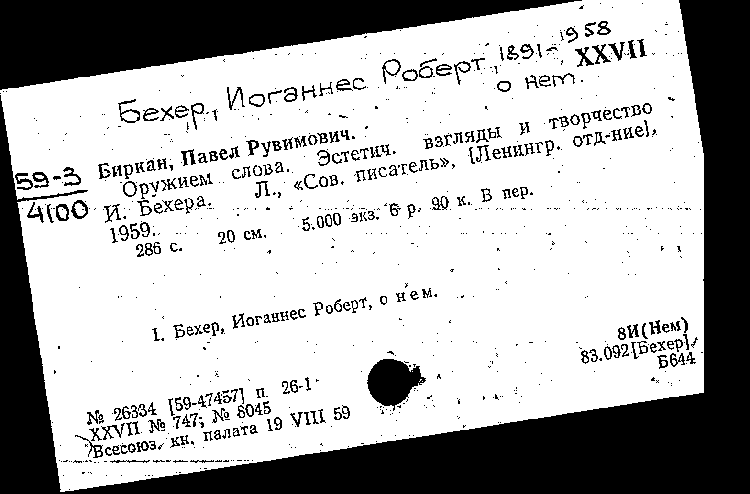 Бехер, Иоганнес Роберт, 1891-1958
о нем.
XXVII
59-3
4100
Биркан, Павел Рувимович.
Оружием слова. Эстетич. взгляды и творчество
И. Бехера. Л., «Сов. писатель», [Ленингр. отд-ние],
1959.
286 с. 20 см. 5.000 экз. 6 р. 90 к. В пер.
1. Бехер, Иоганнес Роберт, о нем.
8И(Нем)
83.092[Бехер]
Б644
№ 26334 [59-47457] п. 26-1
XXVII № 747; № 8045
Всесоюз. кн. палата 19 VIII 59